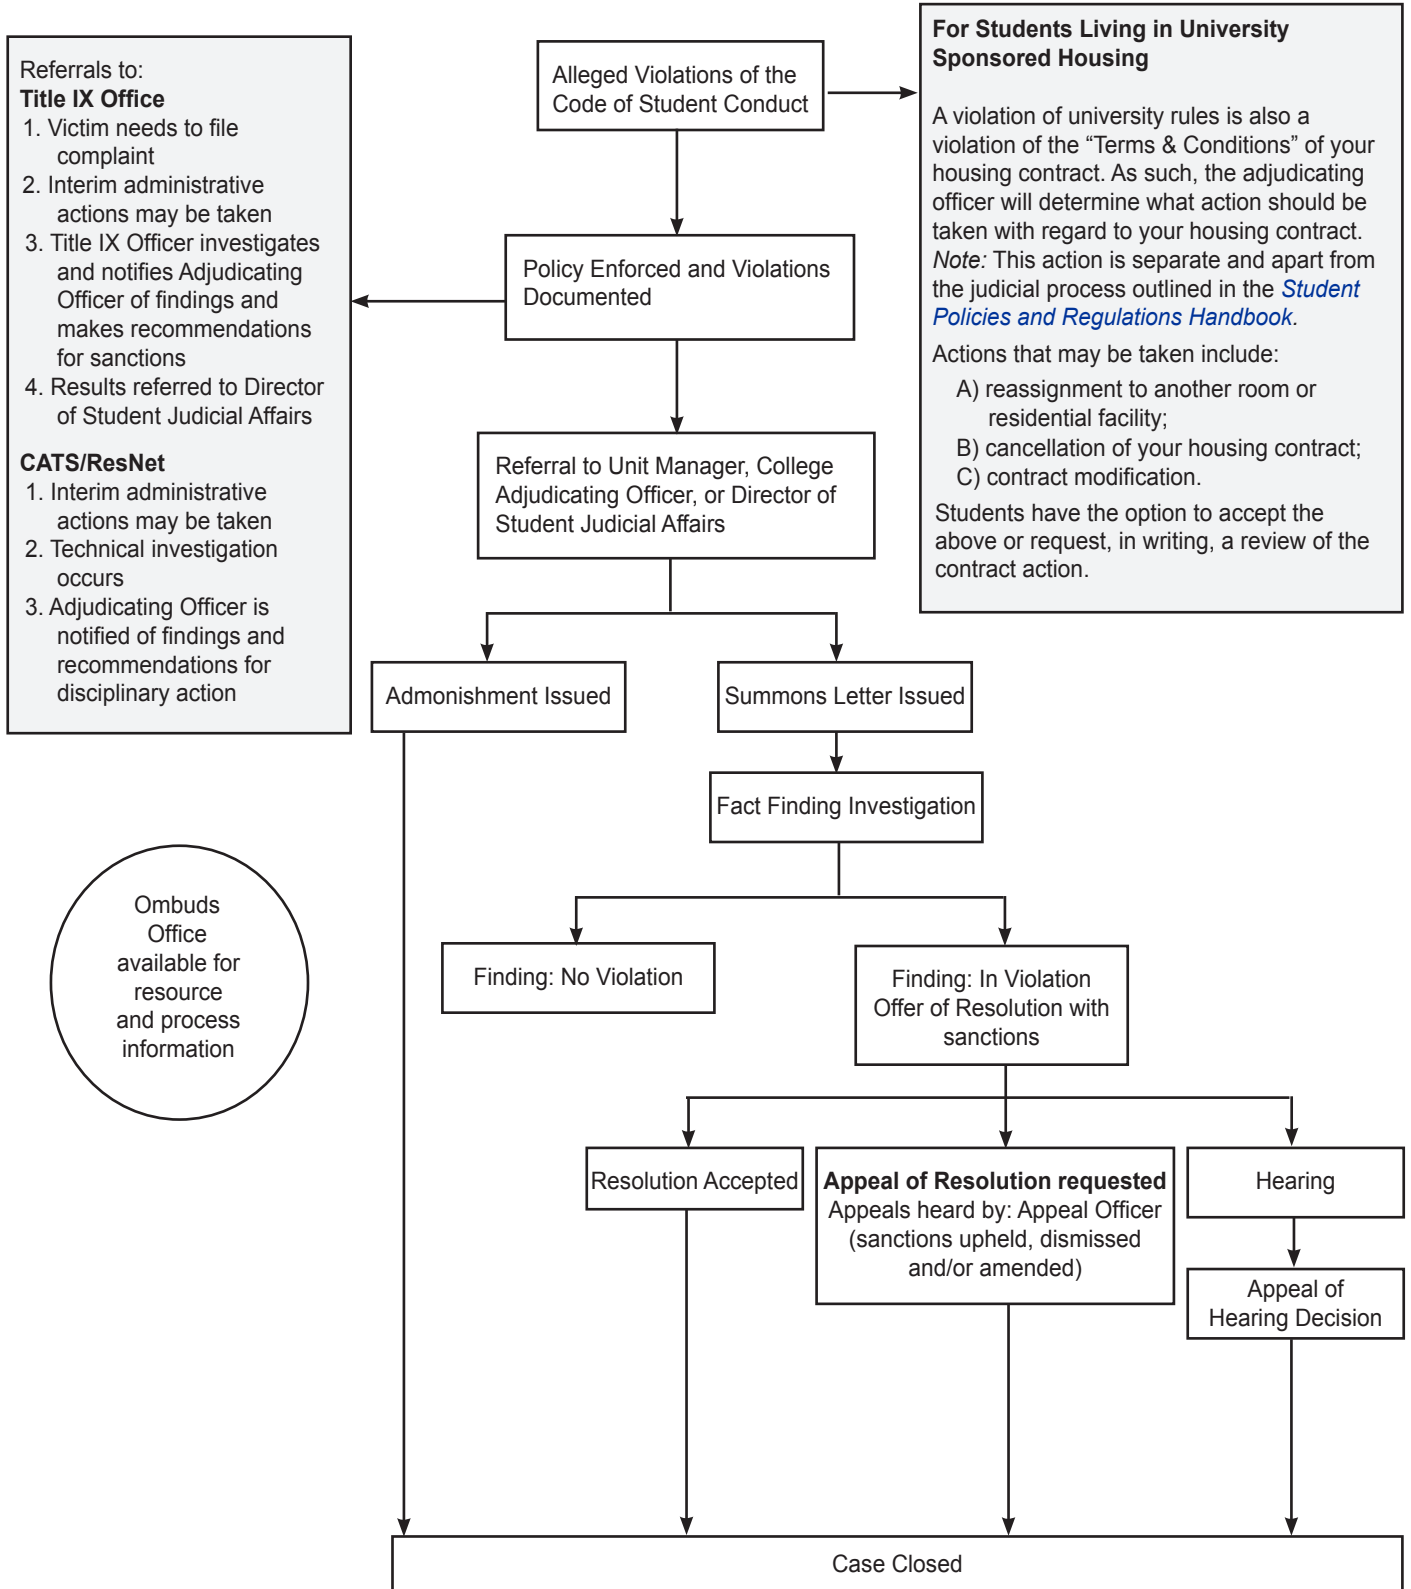 Referrals to:
Title IX Office
1. Victim needs to file
complaint
2. Interim administrative
actions may be taken
3. Title IX Officer investigates
and notifies Adjudicating
Officer of findings and
makes recommendations
for sanctions
4. Results referred to Director
of Student Judicial Affairs
CATS/ResNet
1. Interim administrative
actions may be taken
2. Technical investigation
occurs
3. Adjudicating Officer is
notified of findings and
recommendations for
disciplinary action
Alleged Violations of the
Code of Student Conduct
For Students Living in University
Sponsored Housing
A violation of university rules is also a
violation of the “Terms & Conditions” of your
housing contract. As such, the adjudicating
officer will determine what action should be
taken with regard to your housing contract.
Note: This action is separate and apart from
the judicial process outlined in the Student
Policies and Regulations Handbook.
Actions that may be taken include:
A) reassignment to another room or
residential facility;
B) cancellation of your housing contract;
C) contract modification.
Students have the option to accept the
above or request, in writing, a review of the
contract action.
Policy Enforced and Violations
Documented
Referral to Unit Manager, College
Adjudicating Officer, or Director of
Student Judicial Affairs
Admonishment Issued
Summons Letter Issued
Fact Finding Investigation
Ombuds
Office
available for
resource
and process
information
Finding: No Violation
Finding: In Violation
Offer of Resolution with
sanctions
Resolution Accepted
Appeal of Resolution requested
Appeals heard by: Appeal Officer
(sanctions upheld, dismissed
and/or amended)
Hearing
Appeal of
Hearing Decision
Case Closed